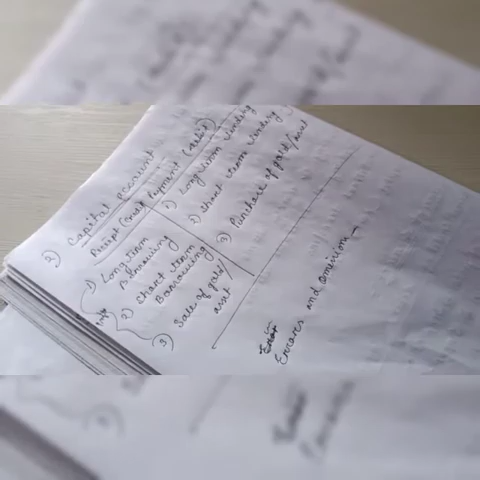 2) Capital account
Receipt (credit) Payment (debit)
1) Long term Borrowing
2) Short term Borrowing
3) Sale of gold/ asset
1) Long term lending
2) Short term lending
3) Purchase of gold/asset
Errors and omission